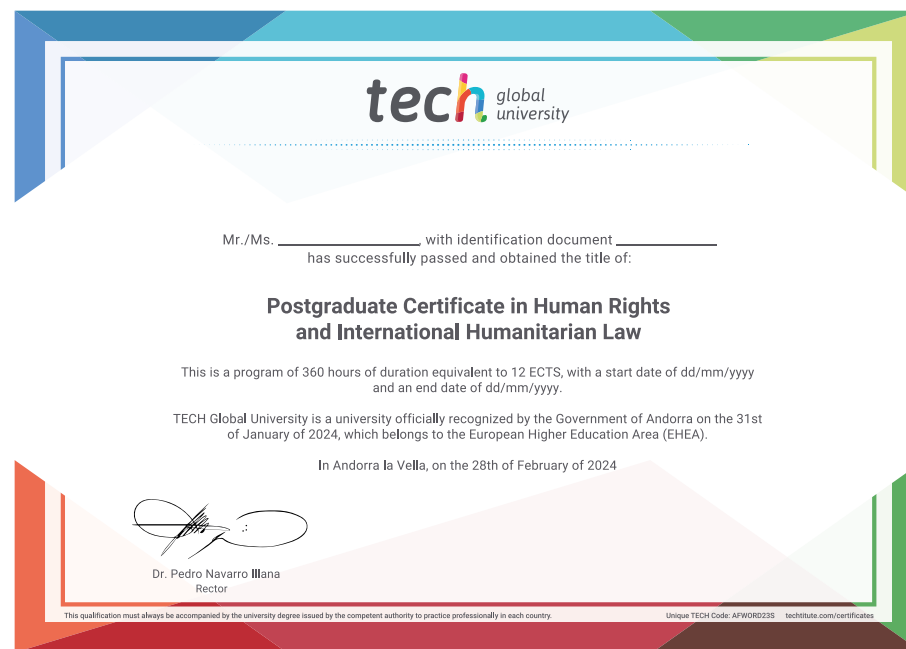 tech global
university
Mr./Ms. ____________, with identification document ____________
has successfully passed and obtained the title of:
Postgraduate Certificate in Human Rights
and International Humanitarian Law
This is a program of 360 hours of duration equivalent to 12 ECTS, with a start date of dd/mm/yyyy
and an end date of dd/mm/yyyy.
TECH Global University is a university officially recognized by the Government of Andorra on the 31st
of January of 2024, which belongs to the European Higher Education Area (EHEA).
In Andorra la Vella, on the 28th of February of 2024
Dr. Pedro Navarro Illana
Rector
This qualification must always be accompanied by the university degree issued by the competent authority to practice professionally in each country.
Unique TECH Code: AFWORD23S techtitute.com/certificates